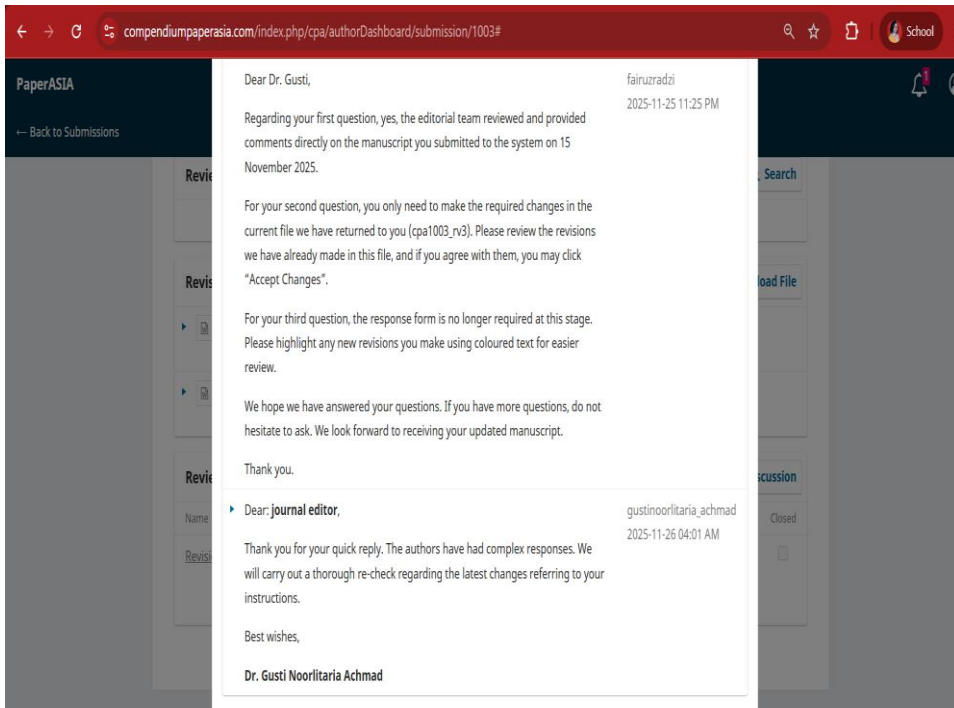 compendiumpaperasia.com/index.php/cpa/authorDashboard/submission/1003#
School
PaperASIA
1
← Back to Submissions
Dear Dr. Gusti,
fairuzradzi
2025-11-25 11:25 PM
Regarding your first question, yes, the editorial team reviewed and provided
comments directly on the manuscript you submitted to the system on 15
November 2025.
For your second question, you only need to make the required changes in the
current file we have returned to you (cpa1003_rv3). Please review the revisions
we have already made in this file, and if you agree with them, you may click
“Accept Changes”.
For your third question, the response form is no longer required at this stage.
Please highlight any new revisions you make using coloured text for easier
review.
We hope we have answered your questions. If you have more questions, do not
hesitate to ask. We look forward to receiving your updated manuscript.
Thank you.
Dear: journal editor,
gustinoorlitaria_achmad
2025-11-26 04:01 AM
Thank you for your quick reply. The authors have had complex responses. We
will carry out a thorough re-check regarding the latest changes referring to your
instructions.
Best wishes,
Dr. Gusti Noorlitaria Achmad
Revie
Search
Revis
load File
Revie
scussion
Name
Closed
Revisi